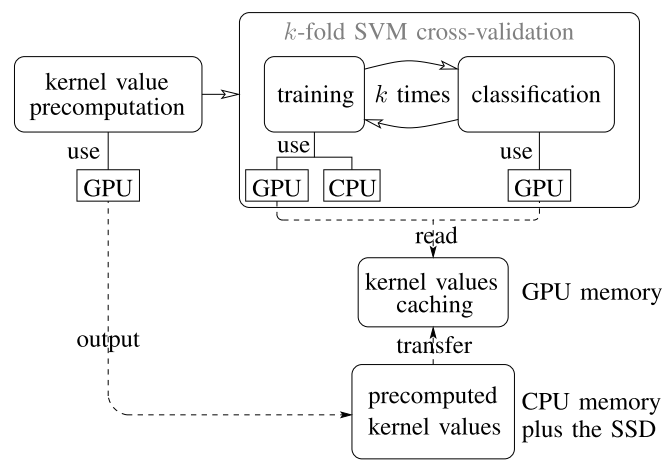 k-fold SVM cross-validation
kernel value
precomputation
training
k times
classification
use
use
use
GPU
GPU
CPU
GPU
read
kernel values
caching
GPU memory
output
transfer
precomputed
kernel values
CPU memory
plus the SSD